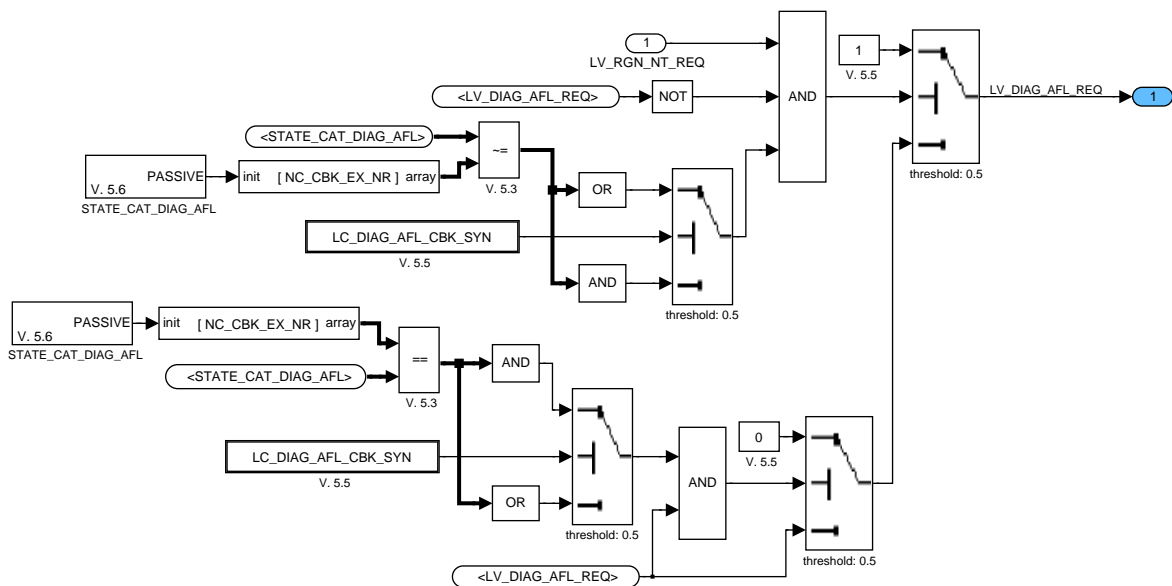 1
LV_RGN_NT_REQ
<LV_DIAG_AFL_REQ>
NOT
AND
1
V. 5.5
LV_DIAG_AFL_REQ
1
threshold: 0.5
<STATE_CAT_DIAG_AFL>
~=
V. 5.3
PASSIVE
V. 5.6
STATE_CAT_DIAG_AFL
init [ NC_CBK_EX_NR ] array
OR
LC_DIAG_AFL_CBK_SYN
V. 5.5
AND
threshold: 0.5
PASSIVE
V. 5.6
STATE_CAT_DIAG_AFL
init [ NC_CBK_EX_NR ] array
==
V. 5.3
<STATE_CAT_DIAG_AFL>
AND
LC_DIAG_AFL_CBK_SYN
V. 5.5
OR
threshold: 0.5
AND
0
V. 5.5
threshold: 0.5
<LV_DIAG_AFL_REQ>